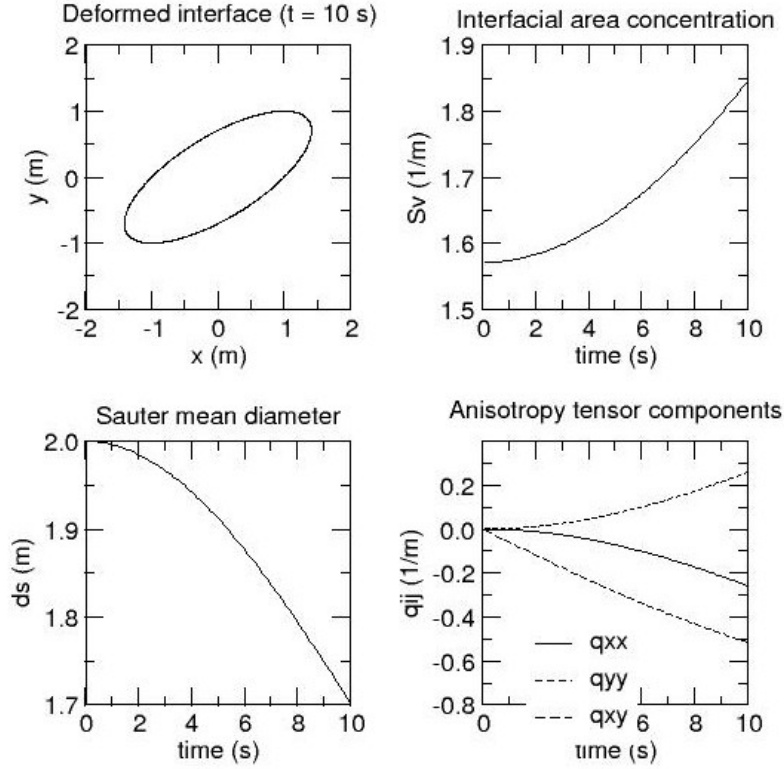 Deformed interface (t = 10 s)
2
1
0
-1
-2
-2 -1 0 1 2
y (m)
x (m)
Interfacial area concentration
1.9
1.8
1.7
1.6
1.5
0 2 4 6 8 10
Sv (1/m)
time (s)
Sauter mean diameter
2.0
1.9
1.8
1.7
0 2 4 6 8 10
ds (m)
time (s)
Anisotropy tensor components
0.2
0.0
-0.2
-0.4
-0.6
-0.8
qij (1/m)
qxx
qyy
qxy
0 8 10
time (s)